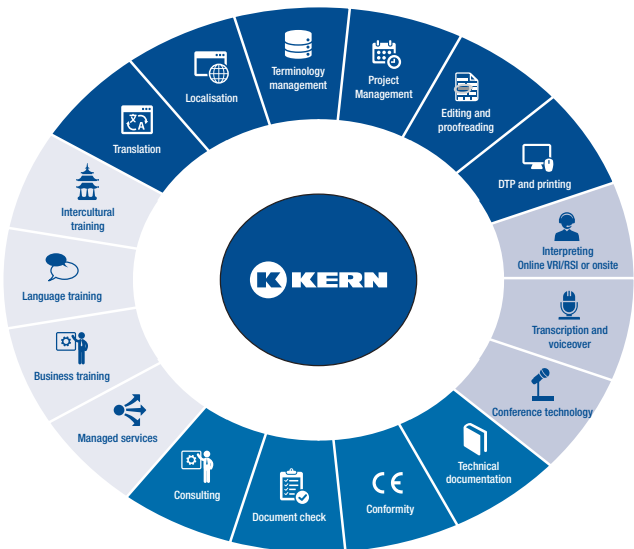 Terminology
management
Project
Management
Editing and
proofreading
DTP and printing
Interpreting
Online VRI/RSI or onsite
Transcription and
voiceover
Conference technology
Technical
documentation
CE
Conformity
Document check
Consulting
Managed services
Business training
Language training
Intercultural
training
Translation
Localisation
K KERN